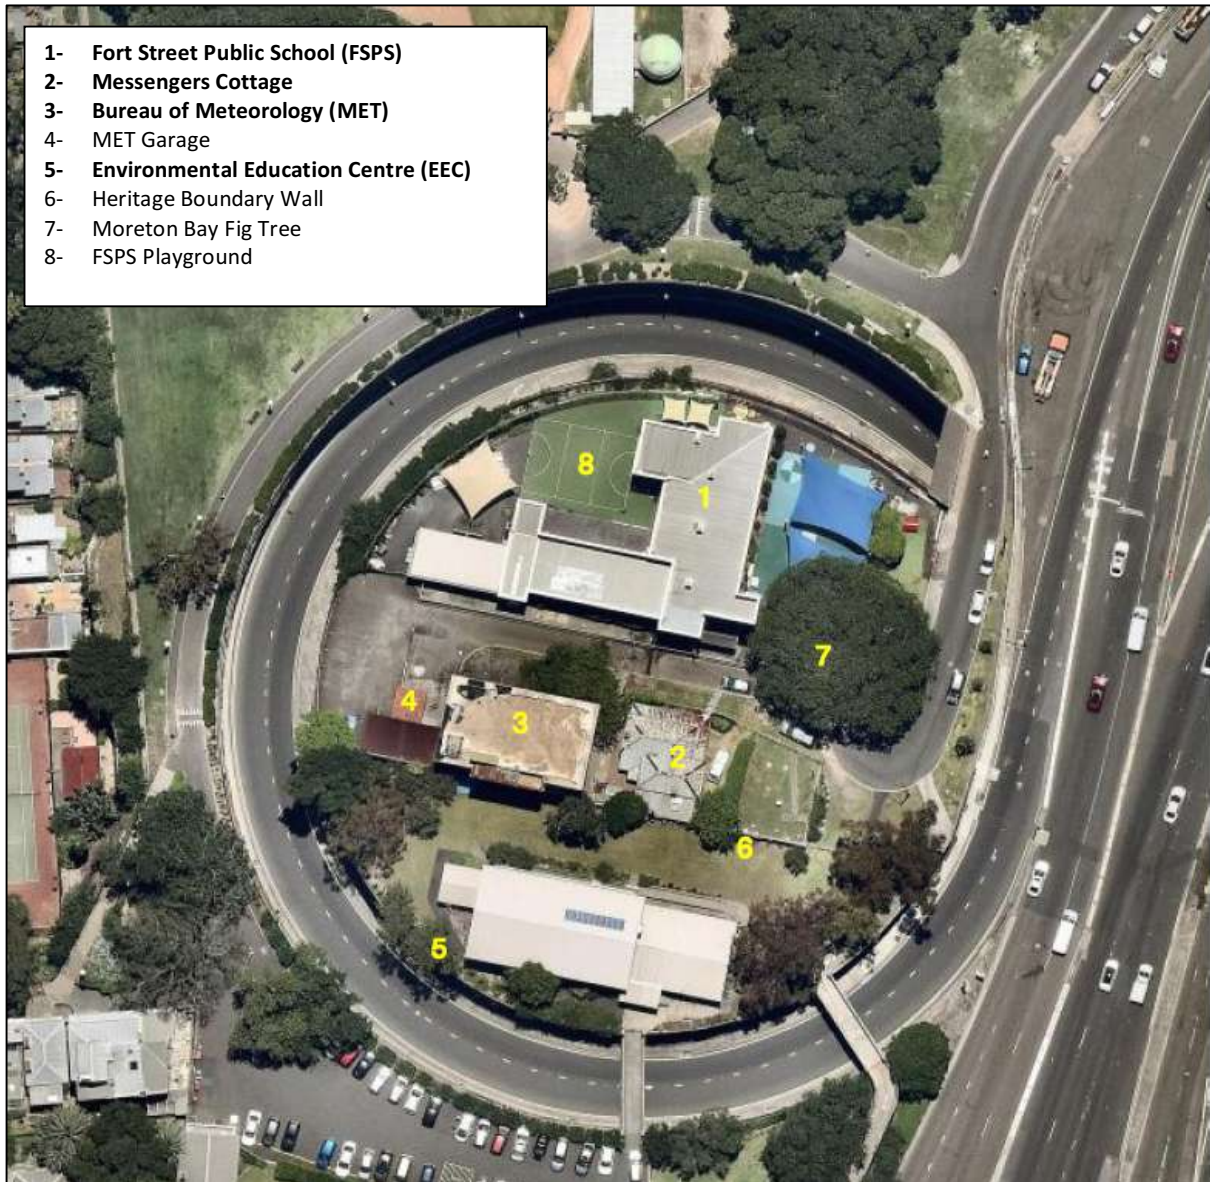 1- Fort Street Public School (FSPS)
2- Messengers Cottage
3- Bureau of Meteorology (MET)
4- MET Garage
5- Environmental Education Centre (EEC)
6- Heritage Boundary Wall
7- Moreton Bay Fig Tree
8- FSPS Playground
8
1
7
4
3
2
6
5